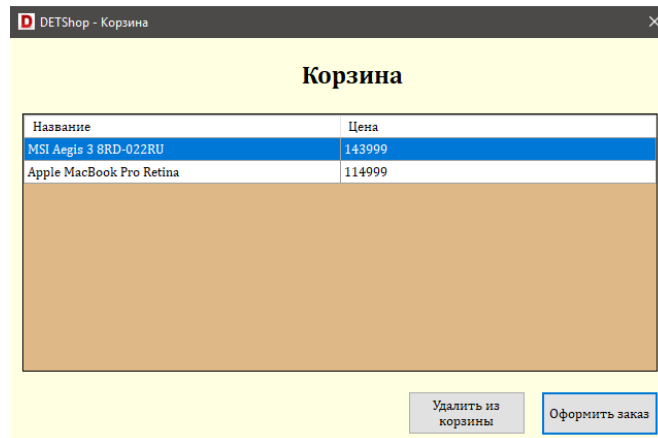 D DETShop - Корзина
Корзина
Название Цена
MSI Aegis 3 8RD-022RU 143999
Apple MacBook Pro Retina 114999
Удалить из
корзины
Оформить заказ